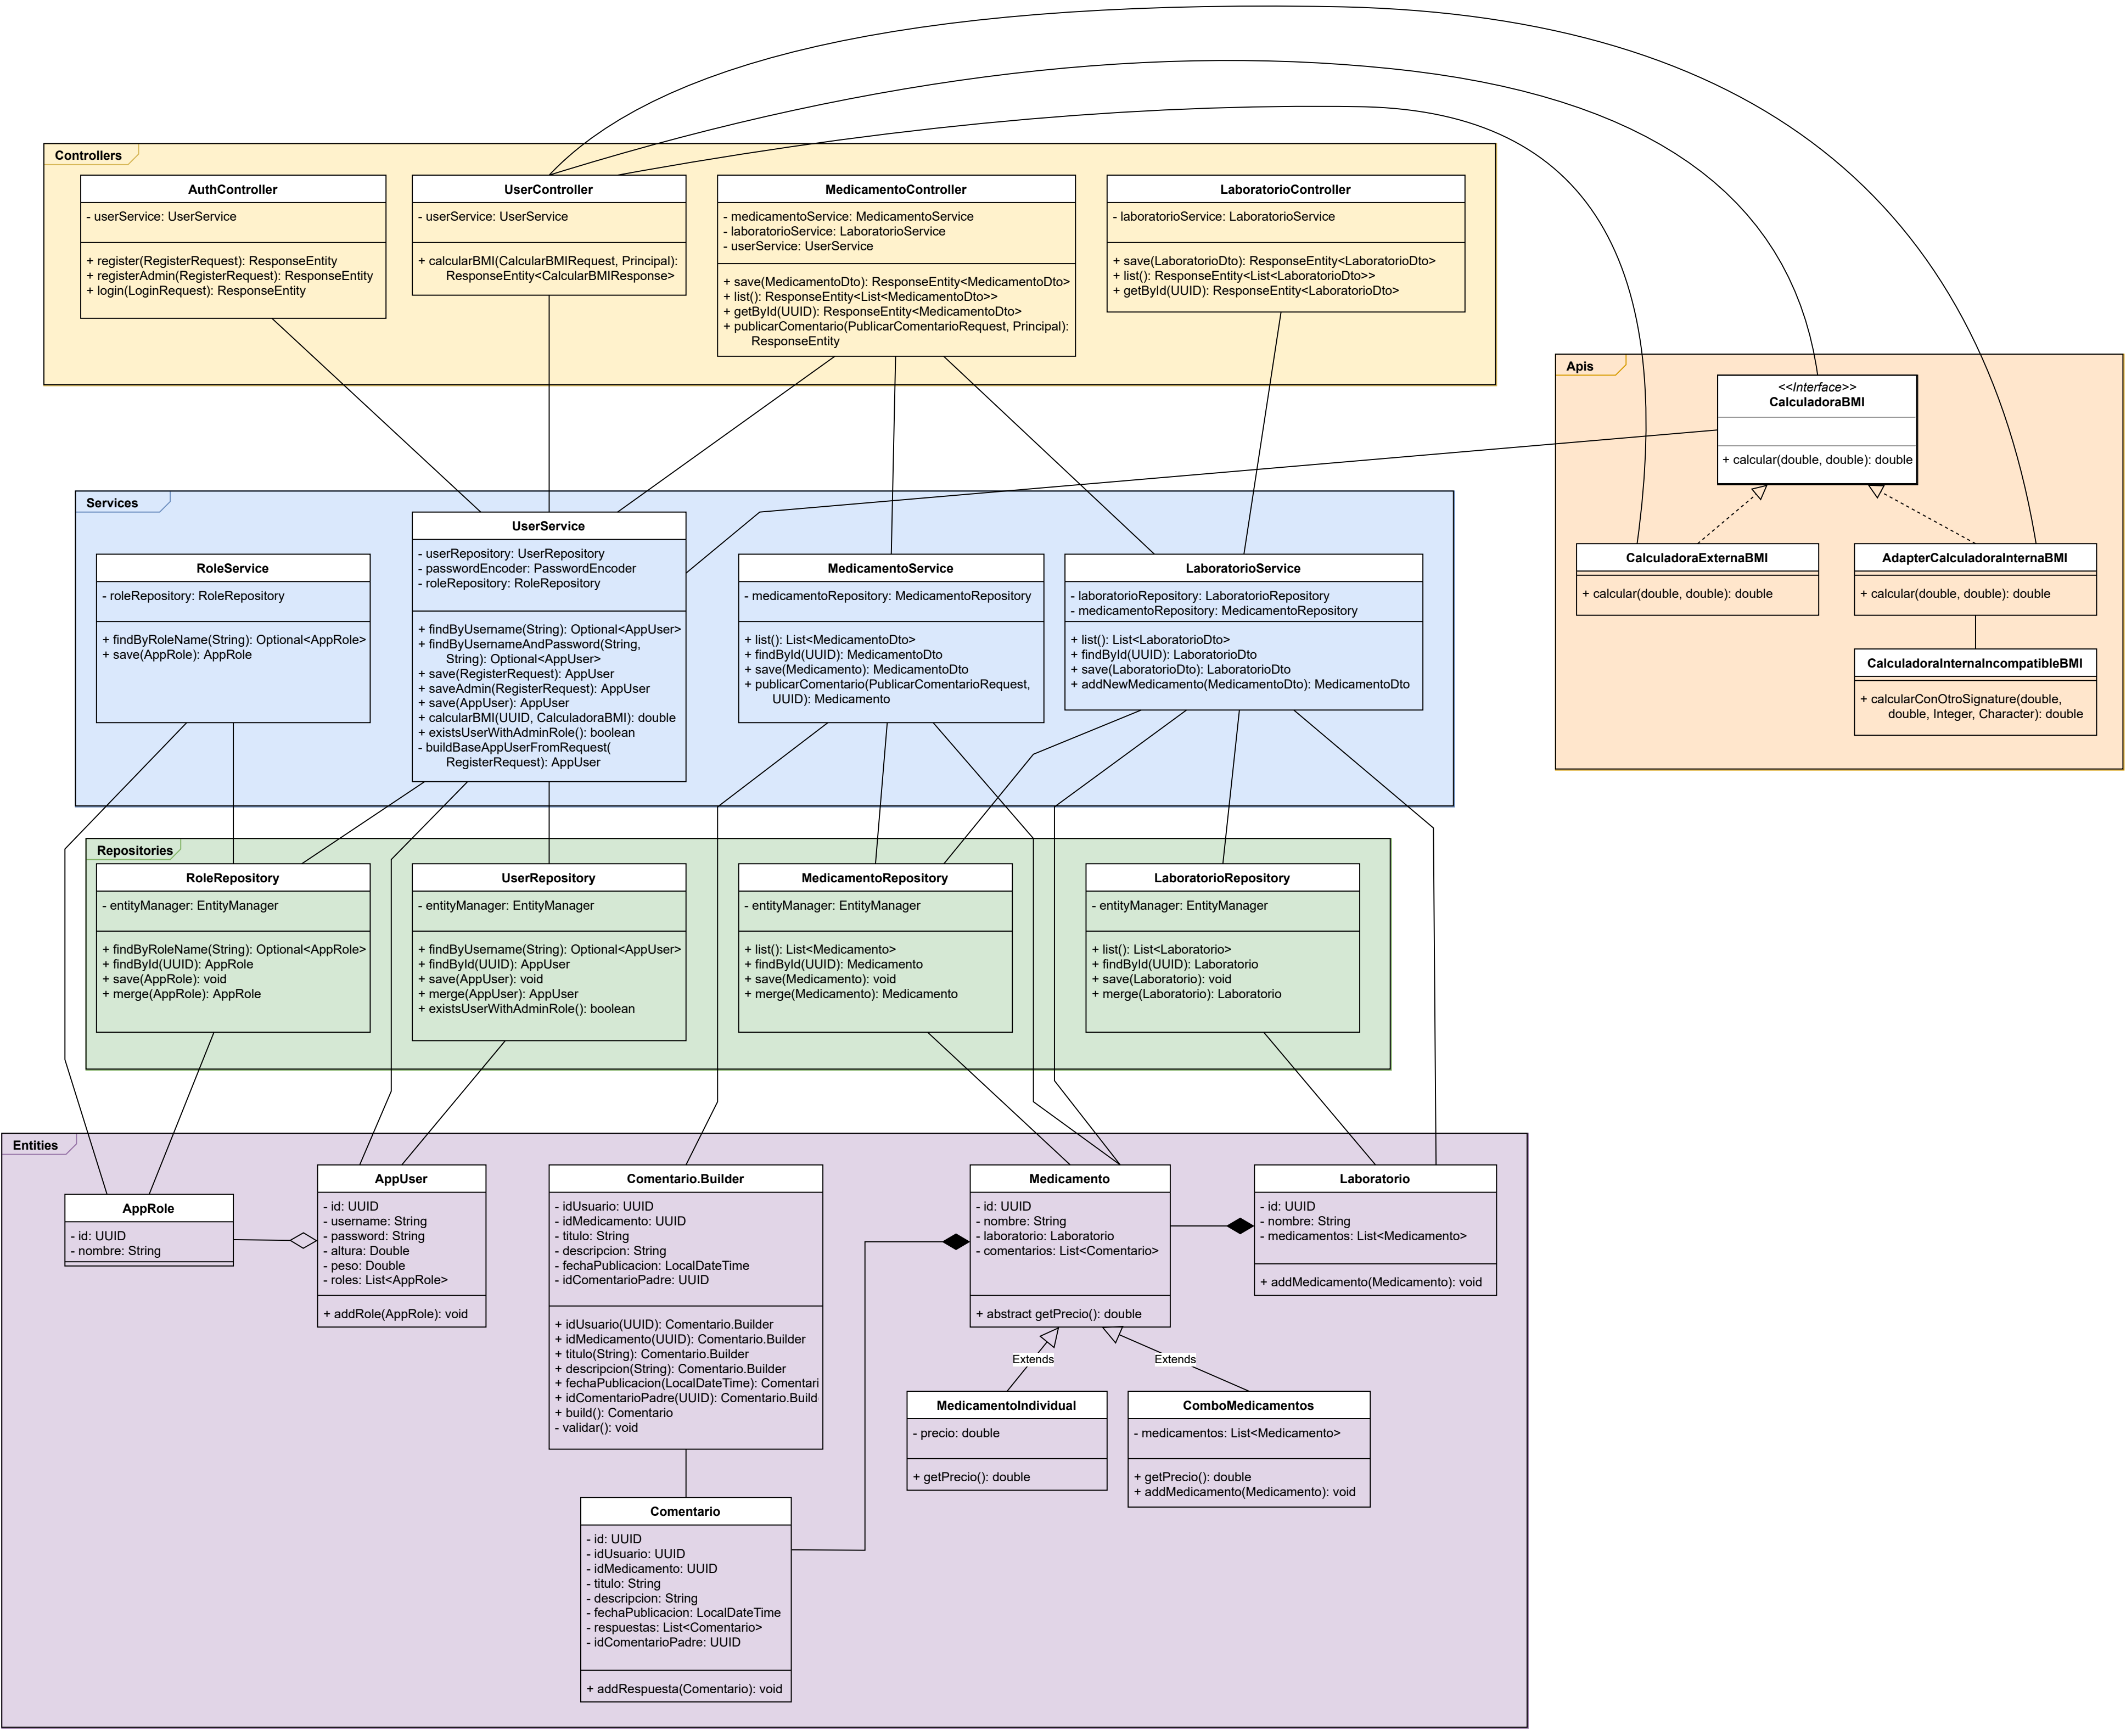 Controllers
AuthController
- userService: UserService
+ register(RegisterRequest): ResponseEntity
+ registerAdmin(RegisterRequest): ResponseEntity
+ login(LoginRequest): ResponseEntity
UserController
- userService: UserService
+ calcularBMI(CalcularBMIRequest, Principal):
ResponseEntity<CalcularBMIResponse>
MedicamentoController
- medicamentoService: MedicamentoService
- laboratorioService: LaboratorioService
- userService: UserService
+ save(MedicamentoDto): ResponseEntity<MedicamentoDto>
+ list(): ResponseEntity<List<MedicamentoDto>>
+ getById(UUID): ResponseEntity<MedicamentoDto>
+ publicarComentario(PublicarComentarioRequest, Principal):
ResponseEntity
LaboratorioController
- laboratorioService: LaboratorioService
+ save(LaboratorioDto): ResponseEntity<LaboratorioDto>
+ list(): ResponseEntity<List<LaboratorioDto>>
+ getById(UUID): ResponseEntity<LaboratorioDto>
Apis
<<Interface>>
CalculadoraBMI
+ calcular(double, double): double
CalculadoraExternaBMI
+ calcular(double, double): double
AdapterCalculadoraInternaBMI
+ calcular(double, double): double
CalculadoraInternaIncompatibleBMI
+ calcularConOtroSignature(double,
double, Integer, Character): double
Services
RoleService
- roleRepository: RoleRepository
+ findByRoleName(String): Optional<AppRole>
+ save(AppRole): AppRole
UserService
- userRepository: UserRepository
- passwordEncoder: PasswordEncoder
- roleRepository: RoleRepository
+ findByUsername(String): Optional<AppUser>
+ findByUsernameAndPassword(String,
String): Optional<AppUser>
+ save(RegisterRequest): AppUser
+ saveAdmin(RegisterRequest): AppUser
+ save(AppUser): AppUser
+ calcularBMI(UUID, CalculadoraBMI): double
+ existsUserWithAdminRole(): boolean
- buildBaseAppUserFromRequest(
RegisterRequest): AppUser
MedicamentoService
- medicamentoRepository: MedicamentoRepository
+ list(): List<MedicamentoDto>
+ findById(UUID): MedicamentoDto
+ save(Medicamento): MedicamentoDto
+ publicarComentario(PublicarComentarioRequest,
UUID): Medicamento
LaboratorioService
- laboratorioRepository: LaboratorioRepository
- medicamentoRepository: MedicamentoRepository
+ list(): List<LaboratorioDto>
+ findById(UUID): LaboratorioDto
+ save(LaboratorioDto): LaboratorioDto
+ addNewMedicamento(MedicamentoDto): MedicamentoDto
Repositories
RoleRepository
- entityManager: EntityManager
+ findByRoleName(String): Optional<AppRole>
+ findById(UUID): AppRole
+ save(AppRole): void
+ merge(AppRole): AppRole
UserRepository
- entityManager: EntityManager
+ findByUsername(String): Optional<AppUser>
+ findById(UUID): AppUser
+ save(AppUser): void
+ merge(AppUser): AppUser
+ existsUserWithAdminRole(): boolean
MedicamentoRepository
- entityManager: EntityManager
+ list(): List<Medicamento>
+ findById(UUID): Medicamento
+ save(Medicamento): void
+ merge(Medicamento): Medicamento
LaboratorioRepository
- entityManager: EntityManager
+ list(): List<Laboratorio>
+ findById(UUID): Laboratorio
+ save(Laboratorio): void
+ merge(Laboratorio): Laboratorio
Entities
AppRole
- id: UUID
- nombre: String
AppUser
- id: UUID
- username: String
- password: String
- altura: Double
- peso: Double
- roles: List<AppRole>
+ addRole(AppRole): void
Comentario.Builder
- idUsuario: UUID
- idMedicamento: UUID
- titulo: String
- descripcion: String
- fechaPublicacion: LocalDateTime
- idComentarioPadre: UUID
+ idUsuario(UUID): Comentario.Builder
+ idMedicamento(UUID): Comentario.Builder
+ titulo(String): Comentario.Builder
+ descripcion(String): Comentario.Builder
+ fechaPublicacion(LocalDateTime): Comentari
+ idComentarioPadre(UUID): Comentario.Build
+ build(): Comentario
- validar(): void
Medicamento
- id: UUID
- nombre: String
- laboratorio: Laboratorio
- comentarios: List<Comentario>
+ abstract getPrecio(): double
Laboratorio
- id: UUID
- nombre: String
- medicamentos: List<Medicamento>
+ addMedicamento(Medicamento): void
Extends
Extends
MedicamentoIndividual
- precio: double
+ getPrecio(): double
ComboMedicamentos
- medicamentos: List<Medicamento>
+ getPrecio(): double
+ addMedicamento(Medicamento): void
Comentario
- id: UUID
- idUsuario: UUID
- idMedicamento: UUID
- titulo: String
- descripcion: String
- fechaPublicacion: LocalDateTime
- respuestas: List<Comentario>
- idComentarioPadre: UUID
+ addRespuesta(Comentario): void